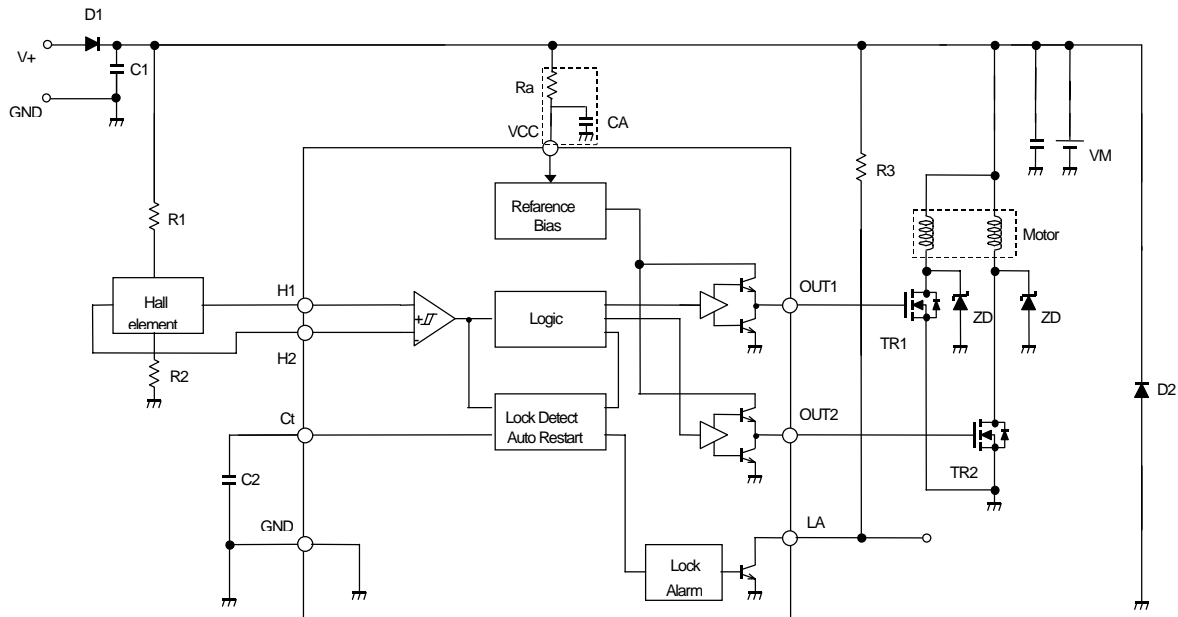 D1
V+
C1
GND
Ra
CA
VCC
VM
R3
R1
Refarence
Bias
Motor
Hall
element
H1
OUT1
+
-
Logic
ZD
ZD
TR1
H2
R2
D2
Ct
Lock Detect
Auto Restart
OUT2
C2
TR2
GND
LA
Lock
Alarm